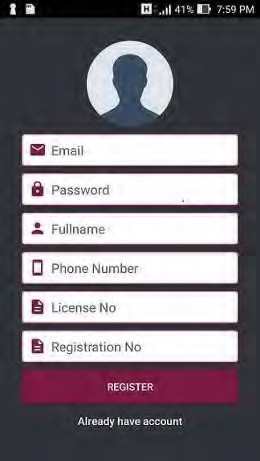 H 41% 7:59 PM
Email
Password
Fullname
Phone Number
License No
Registration No
REGISTER
Already have account